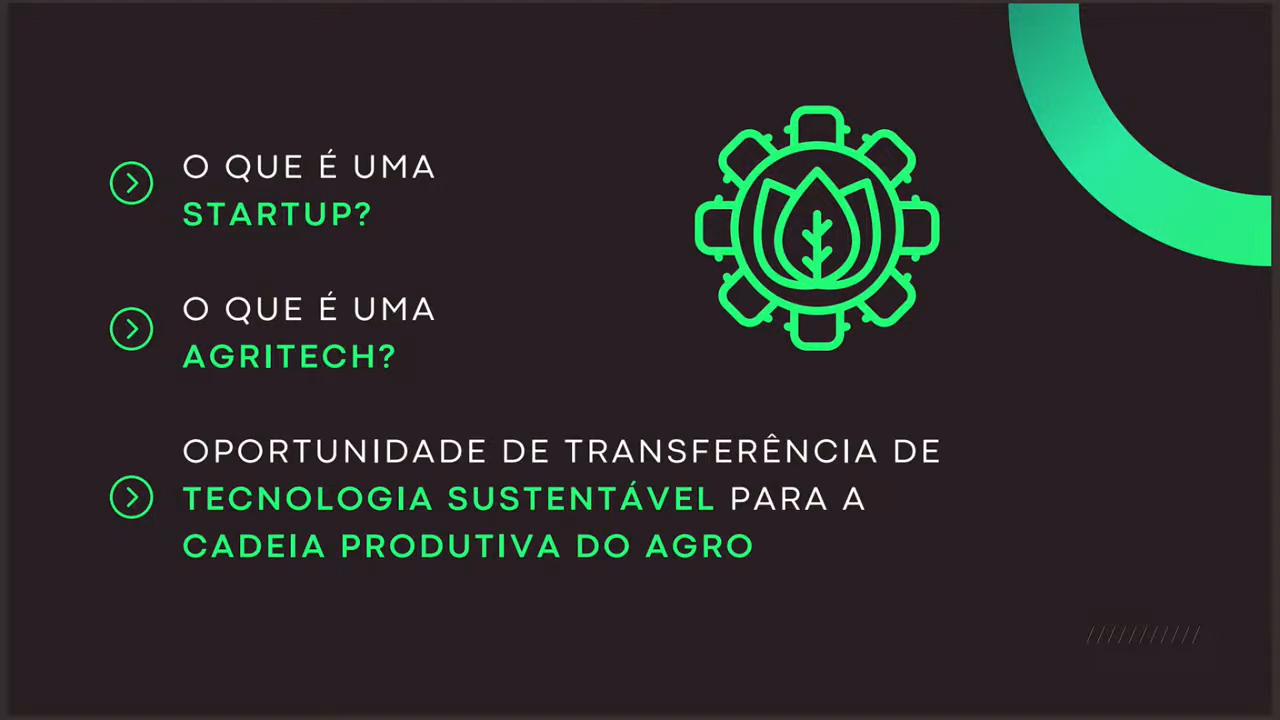 O QUE É UMA
STARTUP?
O QUE É UMA
AGRITECH?
OPORTUNIDADE DE TRANSFERÊNCIA DE
TECNOLOGIA SUSTENTÁVEL PARA A
CADEIA PRODUTIVA DO AGRO